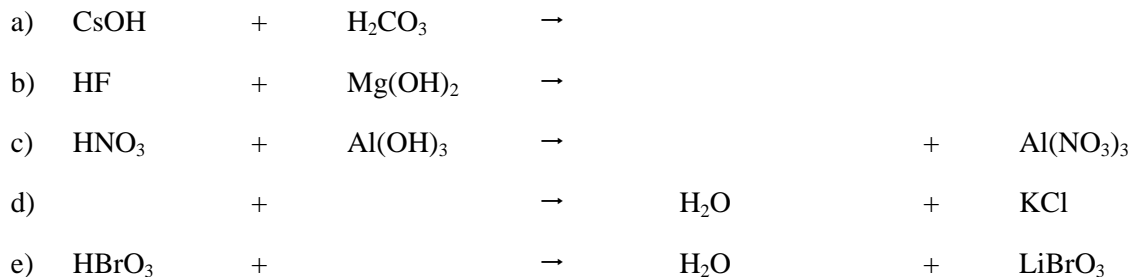 a) CsOH + H₂CO₃ →
b) HF + Mg(OH)₂ →
c) HNO₃ + Al(OH)₃ → + Al(NO₃)₃
d) + → H₂O + KCl
e) HBrO₃ + → H₂O + LiBrO₃